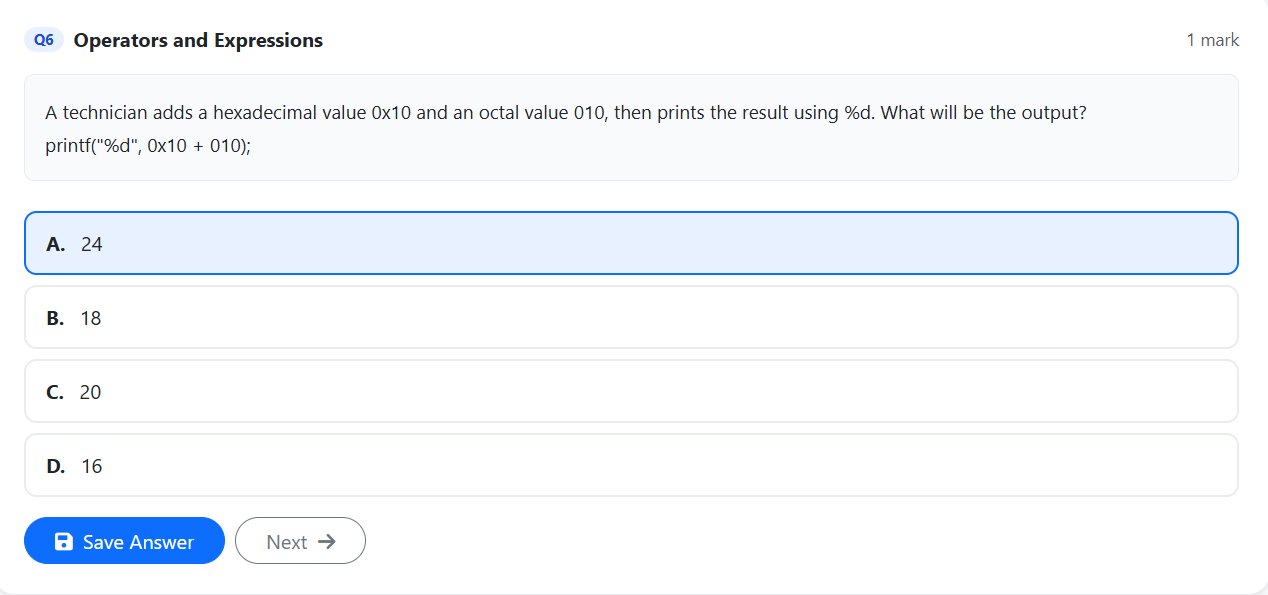 Q6 Operators and Expressions 1 mark
A technician adds a hexadecimal value 0x10 and an octal value 010, then prints the result using %d. What will be the output?
printf("%d", 0x10 + 010);
A. 24
B. 18
C. 20
D. 16
Save Answer Next